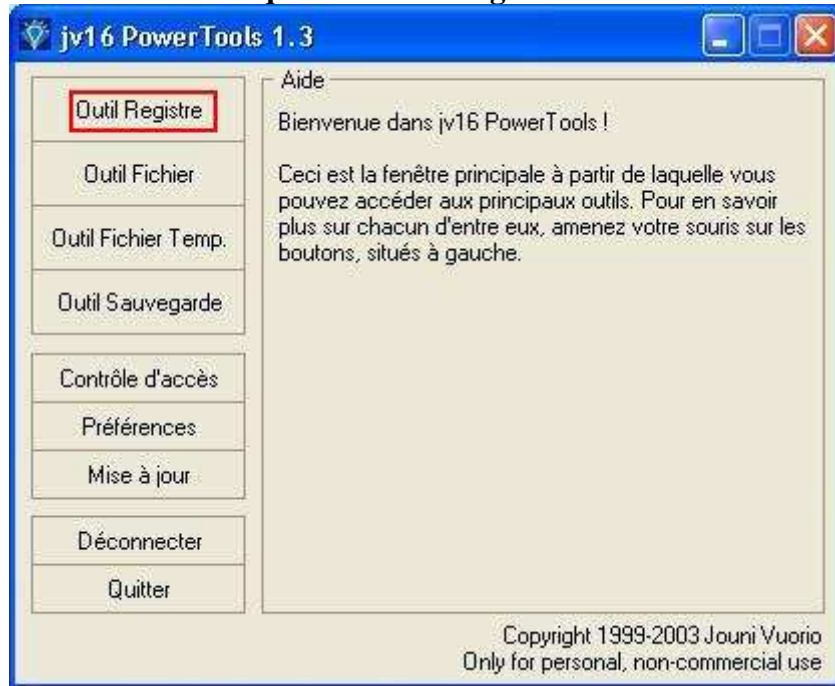 jv16 PowerTools 1.3
Outil Registre
Outil Fichier
Outil Fichier Temp.
Outil Sauvegarde
Contrôle d'accès
Préférences
Mise à jour
Déconnecter
Quitter
Aide
Bienvenue dans jv16 PowerTools !
Ceci est la fenêtre principale à partir de laquelle vous
pouvez accéder aux principaux outils. Pour en savoir
plus sur chacun d'entre eux, amenez votre souris sur les
boutons, situés à gauche.
Copyright 1999-2003 Jouni Vuorio
Only for personal, non-commercial use